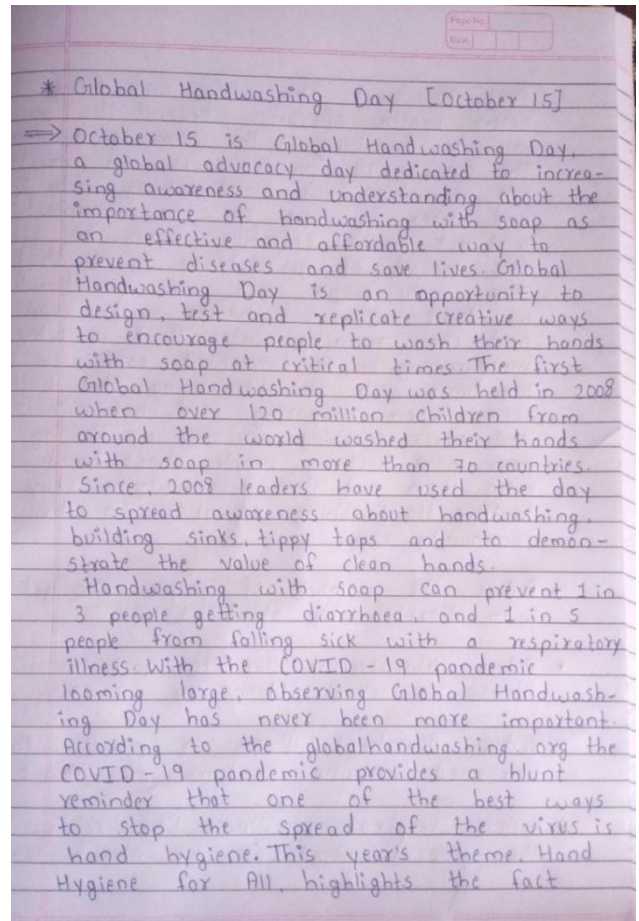 Page No.
Date
* Global Handwashing Day [October 15]
⇒ October 15 is Global Handwashing Day,
a global advocacy day dedicated to increa-
sing awareness and understanding about the
importance of handwashing with soap as
an effective and affordable way to
prevent diseases and save lives. Global
Handwashing Day is an opportunity to
design, test and replicate creative ways
to encourage people to wash their hands
with soap at critical times. The first
Global Handwashing Day was held in 2008
when over 120 million children from
around the world washed their hands
with soap in more than 70 countries.
Since, 2008 leaders have used the day
to spread awareness about handwashing,
building sinks, tippy taps and to demon-
strate the value of clean hands.
Handwashing with soap can prevent 1 in
3 people getting diarrhoea, and 1 in 5
people from falling sick with a respiratory
illness. With the COVID-19 pandemic
looming large, observing Global Handwash-
ing Day has never been more important.
According to the globalhandwashing.org the
COVID-19 pandemic provides a blunt
reminder that one of the best ways
to stop the spread of the virus is
hand hygiene. This year's theme, Hand
Hygiene for All, highlights the fact